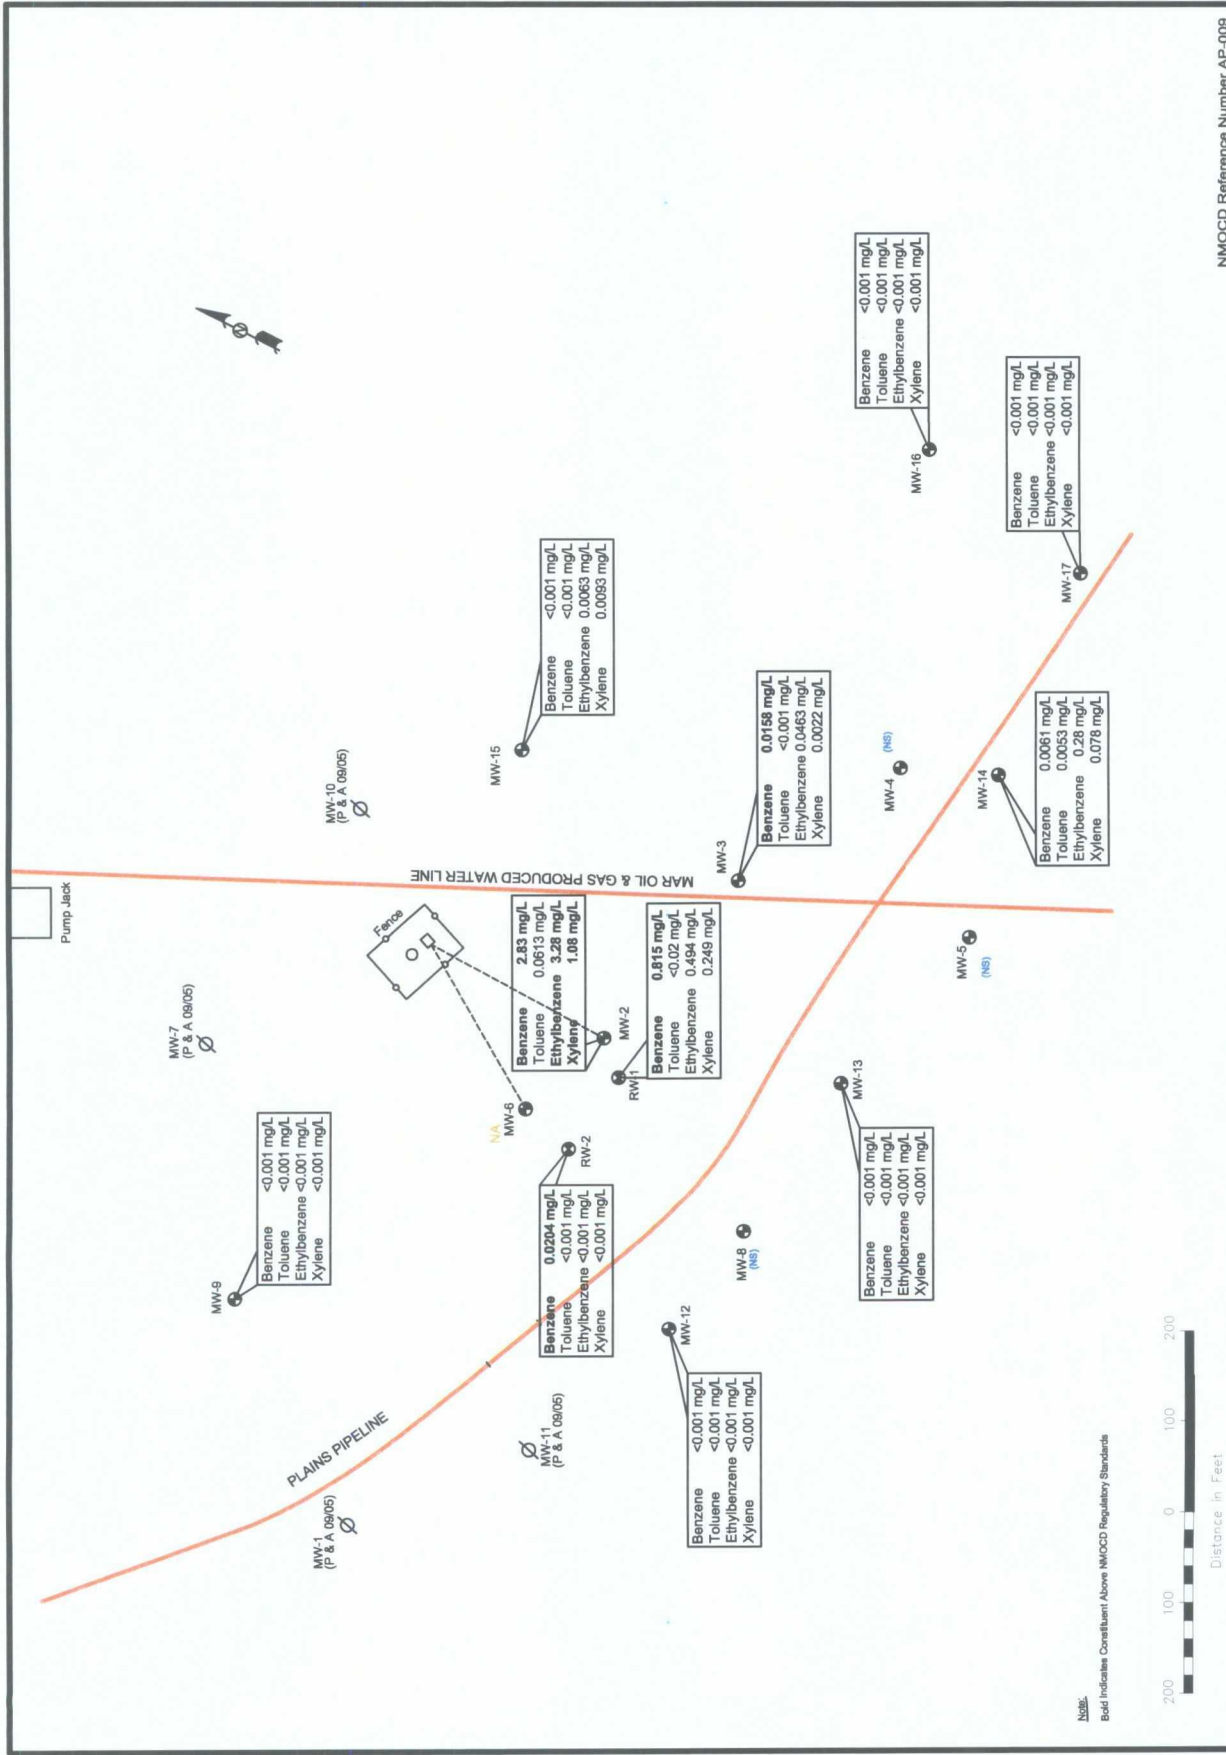 Pump Jack
MW-7
(P & A 09/05)
MW-10
(P & A 09/05)
MW-9
Benzene <0.001 mg/L
Toluene <0.001 mg/L
Ethylbenzene <0.001 mg/L
Xylene <0.001 mg/L
MW-1
(P & A 09/05)
PLAINS PIPELINE
Fence
MAR OIL & GAS PRODUCED WATER LINE
MW-15
Benzene <0.001 mg/L
Toluene <0.001 mg/L
Ethylbenzene 0.0063 mg/L
Xylene 0.0093 mg/L
NA
MW-6
Benzene 2.83 mg/L
Toluene 0.0613 mg/L
Ethylbenzene 3.28 mg/L
Xylene 1.08 mg/L
MW-2
RW-1
Benzene 0.815 mg/L
Toluene <0.02 mg/L
Ethylbenzene 0.494 mg/L
Xylene 0.249 mg/L
RW-2
Benzene 0.0204 mg/L
Toluene <0.001 mg/L
Ethylbenzene <0.001 mg/L
Xylene <0.001 mg/L
MW-11
(P & A 09/05)
MW-12
Benzene <0.001 mg/L
Toluene <0.001 mg/L
Ethylbenzene <0.001 mg/L
Xylene <0.001 mg/L
MW-8
(NS)
MW-3
Benzene 0.0158 mg/L
Toluene <0.001 mg/L
Ethylbenzene 0.0463 mg/L
Xylene 0.0022 mg/L
MW-13
Benzene <0.001 mg/L
Toluene <0.001 mg/L
Ethylbenzene <0.001 mg/L
Xylene <0.001 mg/L
MW-4
(NS)
MW-5
(NS)
MW-14
Benzene 0.0061 mg/L
Toluene 0.0053 mg/L
Ethylbenzene 0.28 mg/L
Xylene 0.078 mg/L
MW-16
Benzene <0.001 mg/L
Toluene <0.001 mg/L
Ethylbenzene <0.001 mg/L
Xylene <0.001 mg/L
MW-17
Benzene <0.001 mg/L
Toluene <0.001 mg/L
Ethylbenzene <0.001 mg/L
Xylene <0.001 mg/L
N
Note:
Bold Indicates Constituent Above NMOCD Regulatory Standards
200 100 0 100 200
Distance in Feet
NMOCD Reference Number AP-009